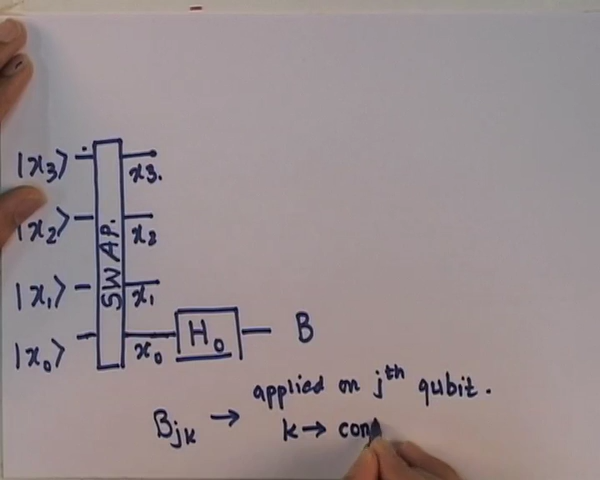 |x3⟩
x3.
|x2⟩
x2
|x1⟩
x1
|x0⟩
x0
SWAP.
H0
B
Bjk → applied on jth qubit.
k → con